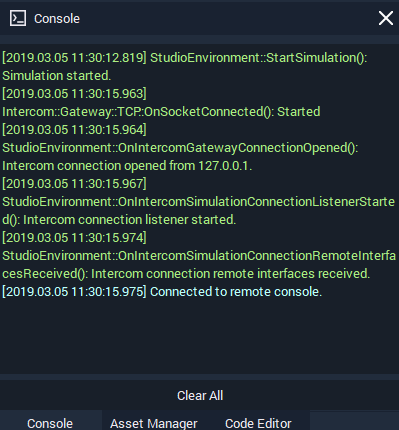 Console
[2019.03.05 11:30:12.819] StudioEnvironment::StartSimulation():
Simulation started.
[2019.03.05 11:30:15.963]
Intercom::Gateway::TCP::OnSocketConnected(): Started
[2019.03.05 11:30:15.964]
StudioEnvironment::OnIntercomGatewayConnectionOpened():
Intercom connection opened from 127.0.0.1.
[2019.03.05 11:30:15.967]
StudioEnvironment::OnIntercomSimulationConnectionListenerStarte
d(): Intercom connection listener started.
[2019.03.05 11:30:15.974]
StudioEnvironment::OnIntercomSimulationConnectionRemoteInterfa
cesReceived(): Intercom connection remote interfaces received.
[2019.03.05 11:30:15.975] Connected to remote console.
Clear All
Console Asset Manager Code Editor